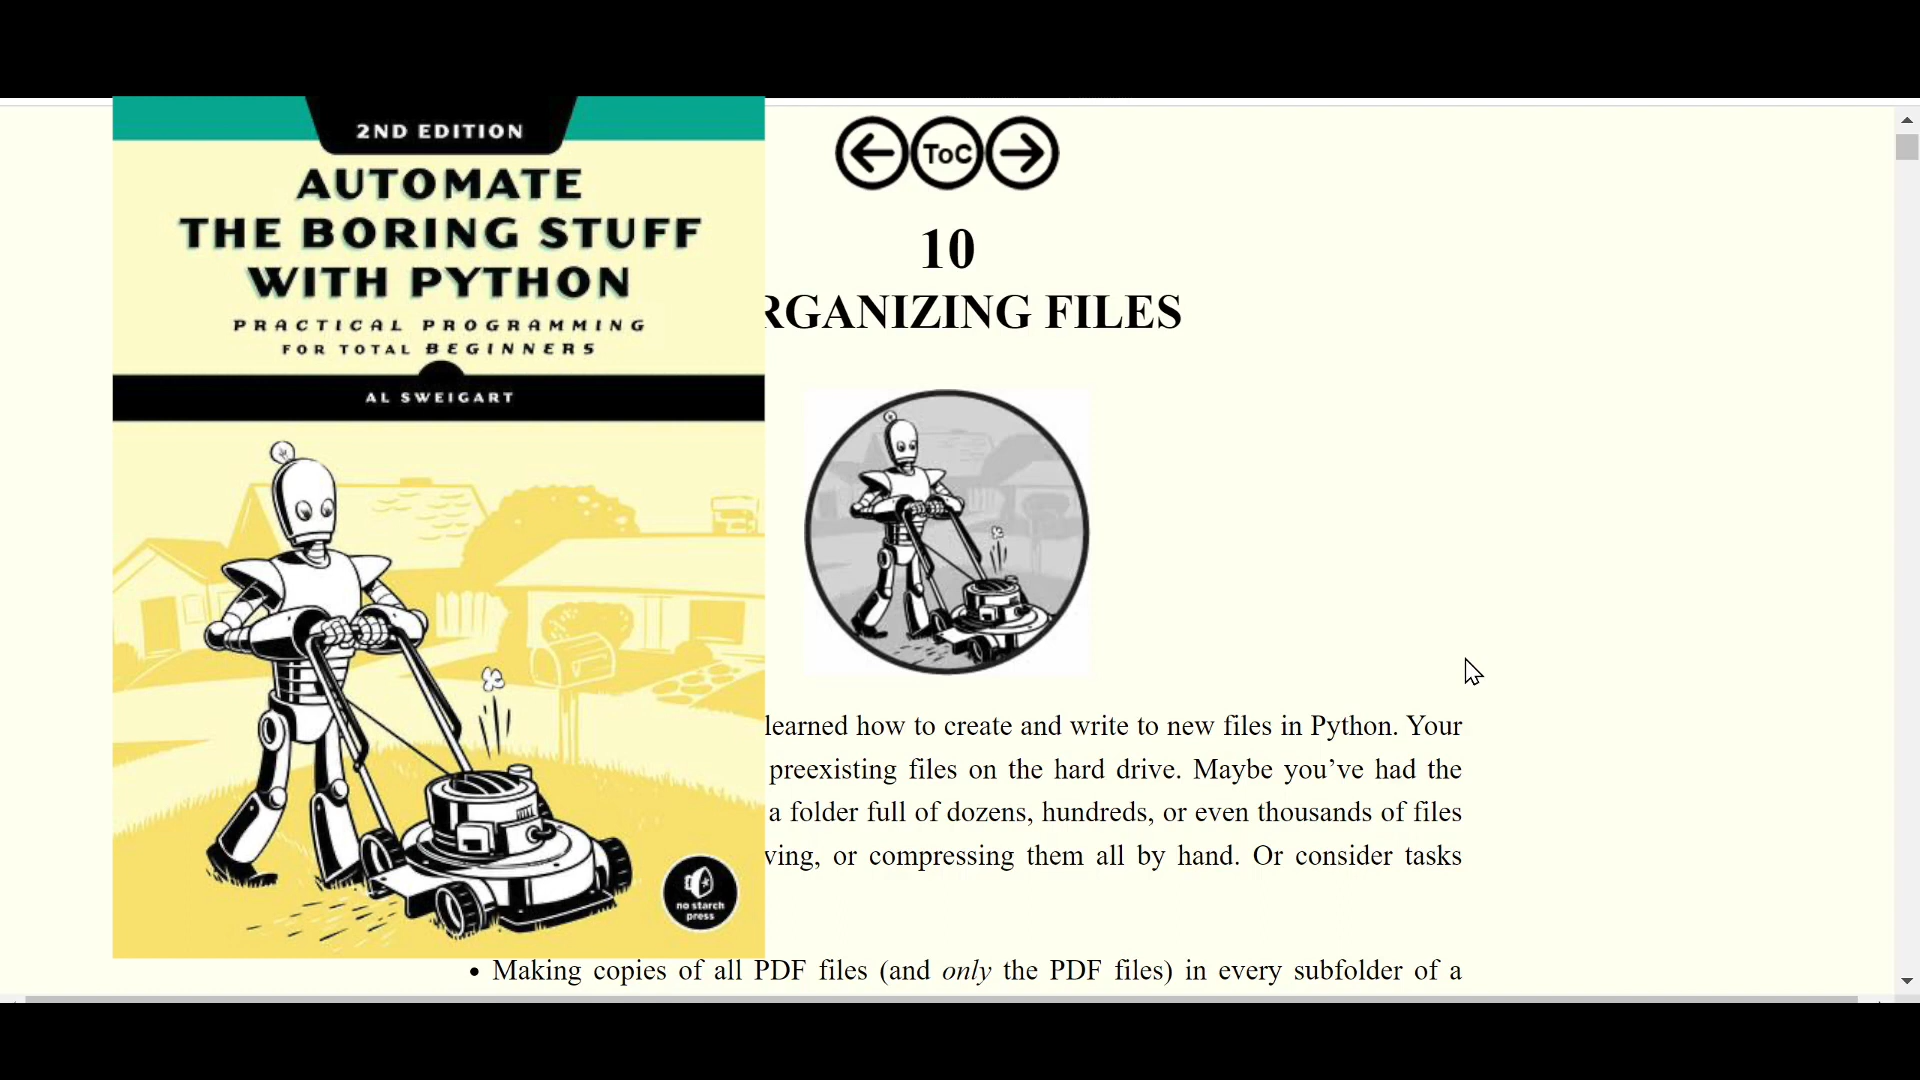 2ND EDITION
AUTOMATE
THE BORING STUFF
WITH PYTHON
PRACTICAL PROGRAMMING
FOR TOTAL BEGINNERS
AL SWEIGART
no starch
press
ToC
10
RGANIZING FILES
learned how to create and write to new files in Python. Your
preexisting files on the hard drive. Maybe you’ve had the
a folder full of dozens, hundreds, or even thousands of files
ving, or compressing them all by hand. Or consider tasks
• Making copies of all PDF files (and only the PDF files) in every subfolder of a